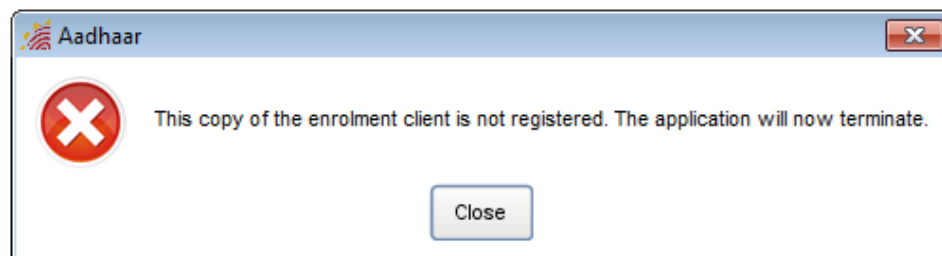 Aadhaar
This copy of the enrolment client is not registered. The application will now terminate.
Close